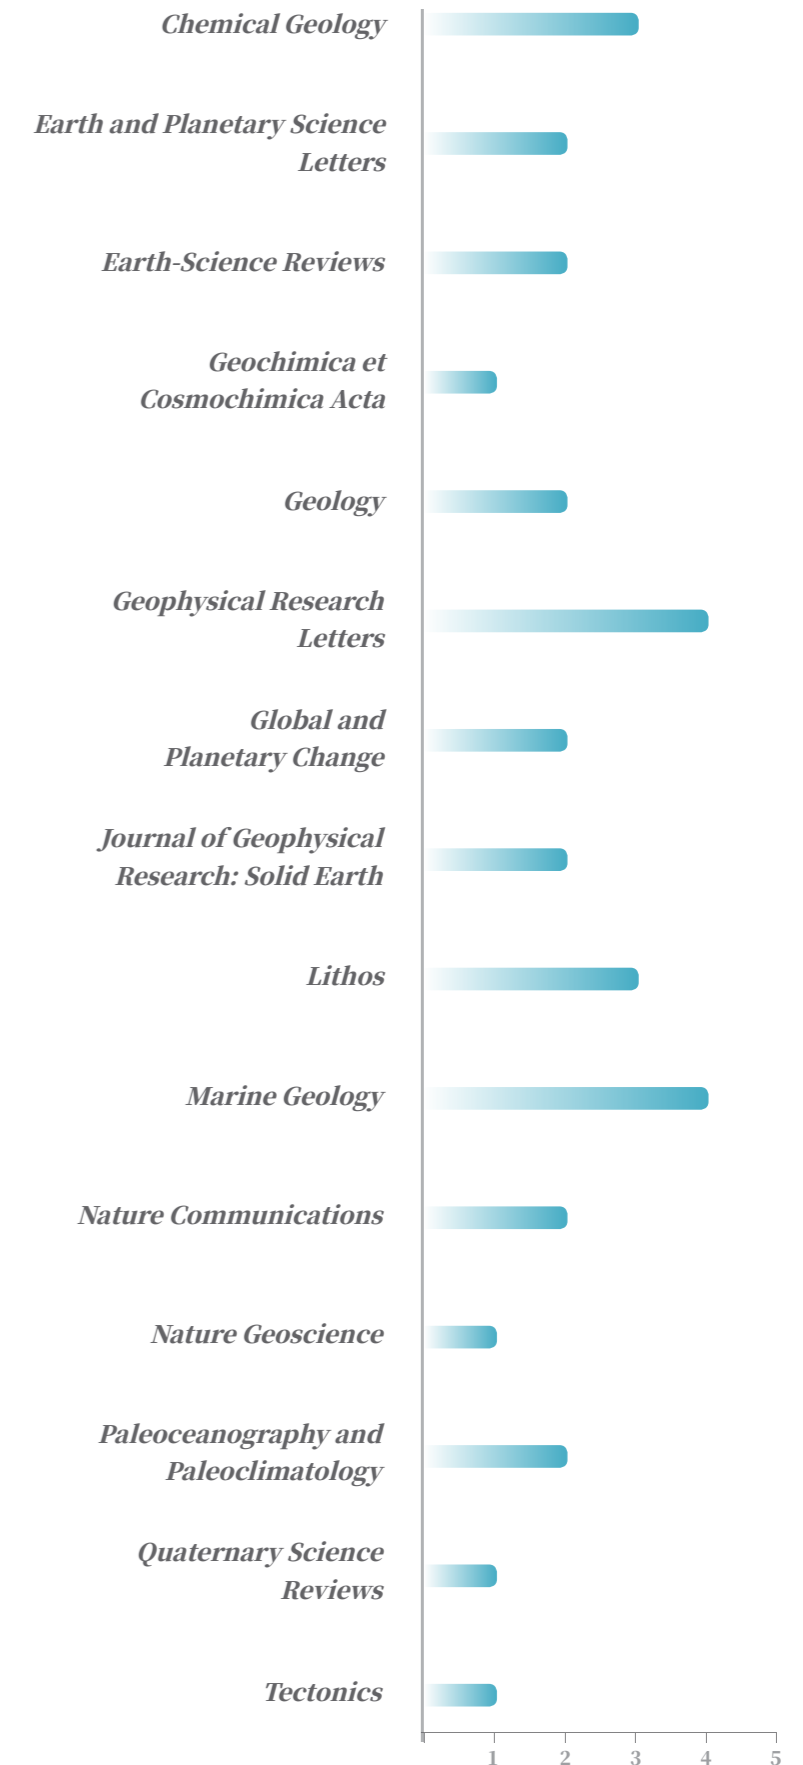 Chemical Geology
Earth and Planetary Science
Letters
Earth-Science Reviews
Geochimica et
Cosmochimica Acta
Geology
Geophysical Research
Letters
Global and
Planetary Change
Journal of Geophysical
Research: Solid Earth
Lithos
Marine Geology
Nature Communications
Nature Geoscience
Paleoceanography and
Paleoclimatology
Quaternary Science
Reviews
Tectonics
1 2 3 4 5